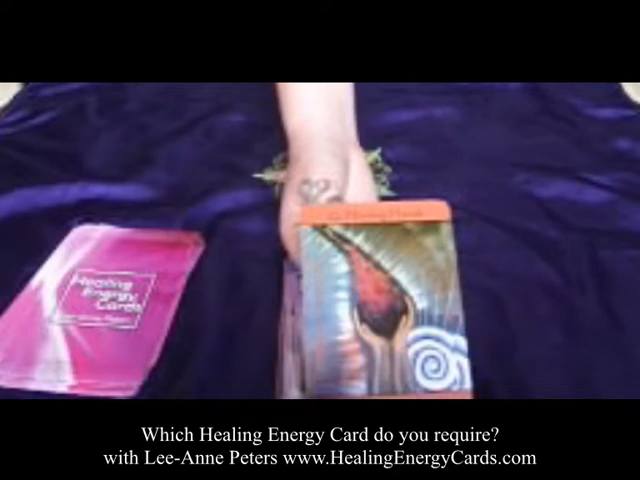 Healing
Energy
Cards
Which Healing Energy Card do you require?
with Lee-Anne Peters www.HealingEnergyCards.com